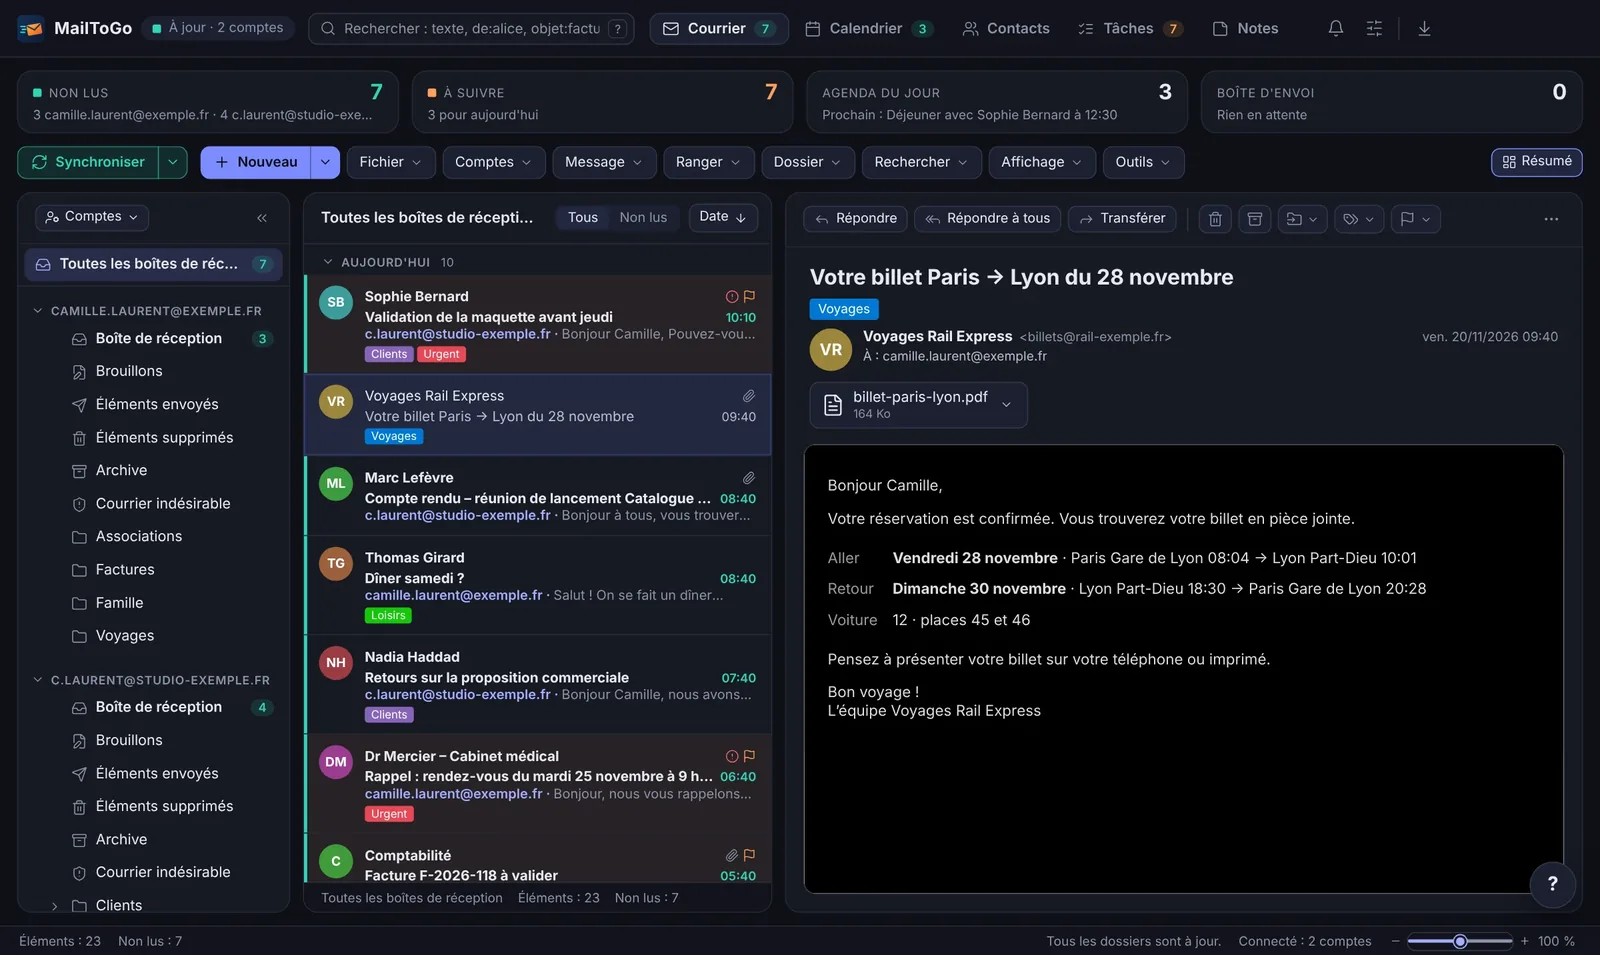 MailToGo
À jour · 2 comptes
Rechercher : texte, de:alice, objet:factu
?
Courrier 7
Calendrier 3
Contacts
Tâches 7
Notes
NON LUS 7
3 camille.laurent@exemple.fr · 4 c.laurent@studio-exe...
À SUIVRE 7
3 pour aujourd'hui
AGENDA DU JOUR 3
Prochain : Déjeuner avec Sophie Bernard à 12:30
BOÎTE D'ENVOI 0
Rien en attente
Synchroniser
+ Nouveau
Fichier
Comptes
Message
Ranger
Dossier
Rechercher
Affichage
Outils
Résumé
Comptes
Toutes les boîtes de réc... 7
CAMILLE.LAURENT@EXEMPLE.FR
Boîte de réception 3
Brouillons
Éléments envoyés
Éléments supprimés
Archive
Courrier indésirable
Associations
Factures
Famille
Voyages
C.LAURENT@STUDIO-EXEMPLE.FR
Boîte de réception 4
Brouillons
Éléments envoyés
Éléments supprimés
Archive
Courrier indésirable
Clients
Toutes les boîtes de récepti...
Tous
Non lus
Date ↓
AUJOURD'HUI 10
SB
Sophie Bernard
Validation de la maquette avant jeudi 10:10
c.laurent@studio-exemple.fr · Bonjour Camille, Pouvez-vou...
Clients Urgent
VR
Voyages Rail Express
Votre billet Paris → Lyon du 28 novembre 09:40
Voyages
ML
Marc Lefèvre
Compte rendu – réunion de lancement Catalogue ... 08:40
c.laurent@studio-exemple.fr · Bonjour à tous, vous trouver...
TG
Thomas Girard
Dîner samedi ? 08:40
camille.laurent@exemple.fr · Salut ! On se fait un dîner...
Loisirs
NH
Nadia Haddad
Retours sur la proposition commerciale 07:40
c.laurent@studio-exemple.fr · Bonjour Camille, nous avons...
Clients
DM
Dr Mercier – Cabinet médical
Rappel : rendez-vous du mardi 25 novembre à 9 h... 06:40
camille.laurent@exemple.fr · Bonjour, nous vous rappelons...
Urgent
C
Comptabilité
Facture F-2026-118 à valider 05:40
Toutes les boîtes de réception Éléments : 23 Non lus : 7
Répondre
Répondre à tous
Transférer
Votre billet Paris → Lyon du 28 novembre
Voyages
VR
Voyages Rail Express <billets@rail-exemple.fr> ven. 20/11/2026 09:40
À : camille.laurent@exemple.fr
billet-paris-lyon.pdf
164 Ko
Bonjour Camille,
Votre réservation est confirmée. Vous trouverez votre billet en pièce jointe.
Aller Vendredi 28 novembre · Paris Gare de Lyon 08:04 → Lyon Part-Dieu 10:01
Retour Dimanche 30 novembre · Lyon Part-Dieu 18:30 → Paris Gare de Lyon 20:28
Voiture 12 · places 45 et 46
Pensez à présenter votre billet sur votre téléphone ou imprimé.
Bon voyage !
L'équipe Voyages Rail Express
?
Éléments : 23 Non lus : 7
Tous les dossiers sont à jour. Connecté : 2 comptes − + 100 %